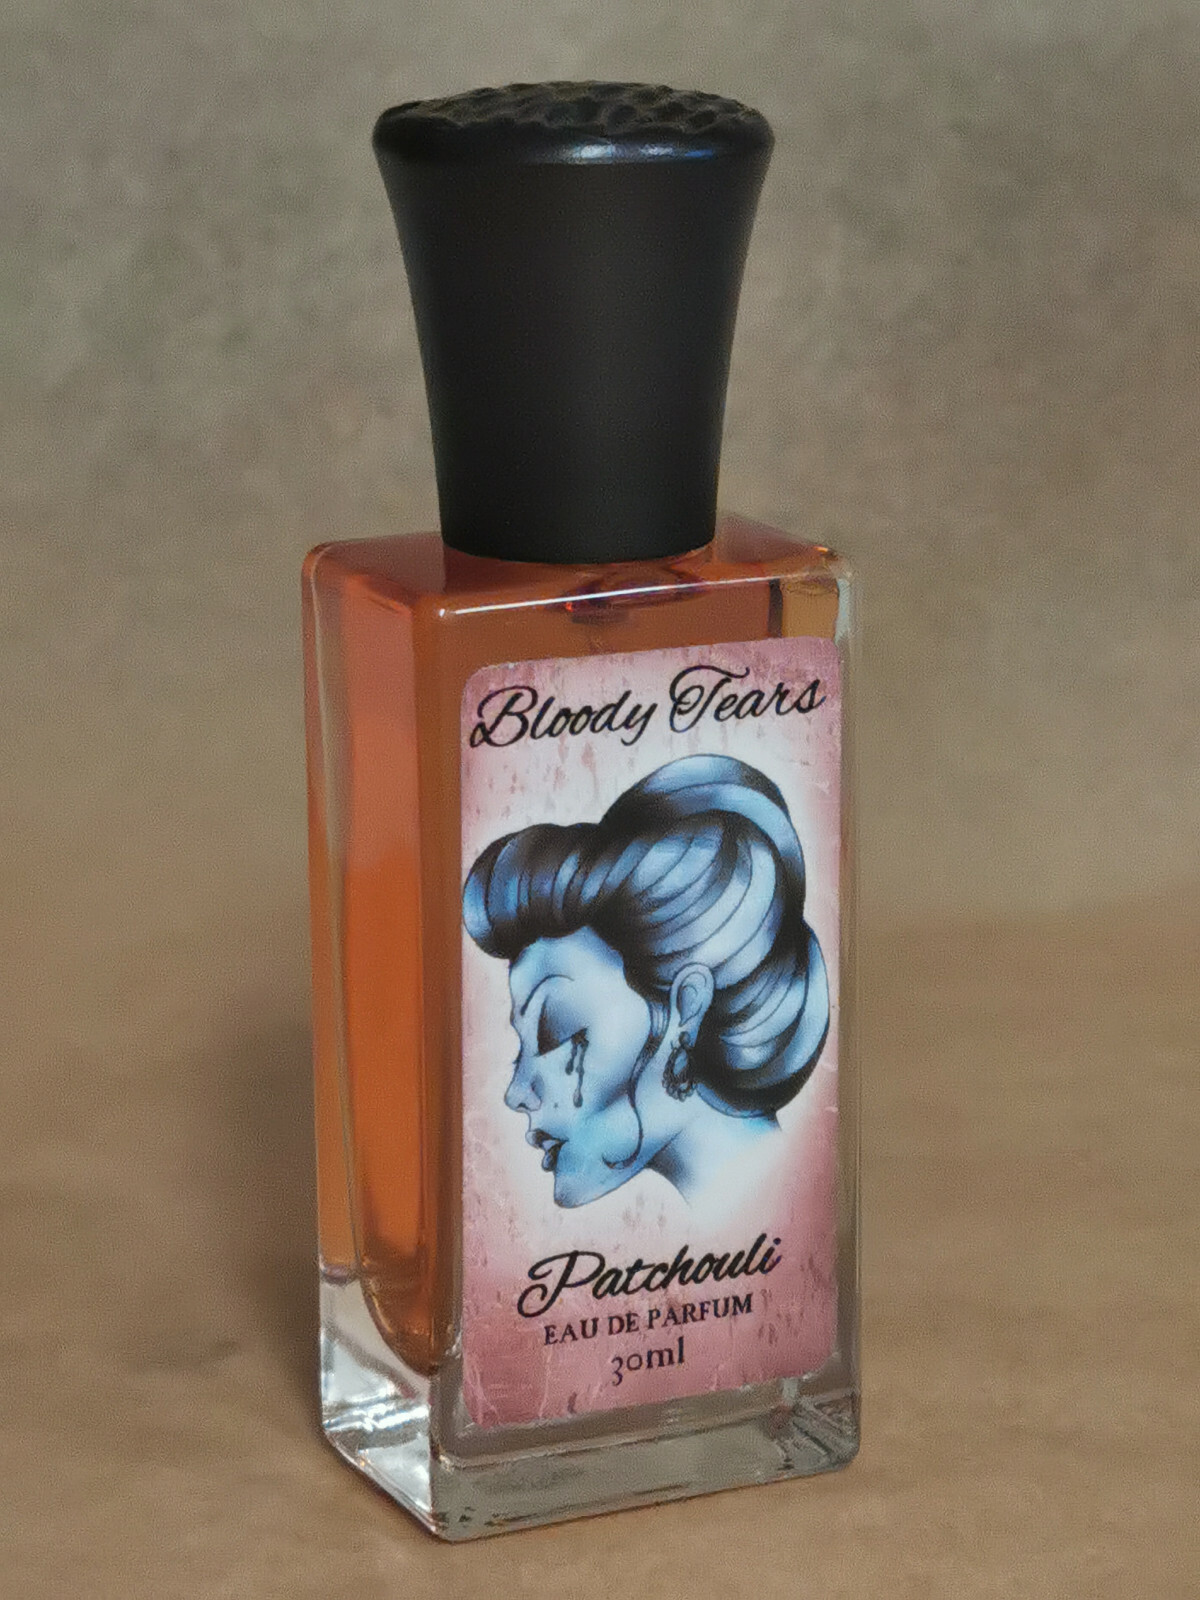 Bloody Tears
Patchouli
EAU DE PARFUM
30ml